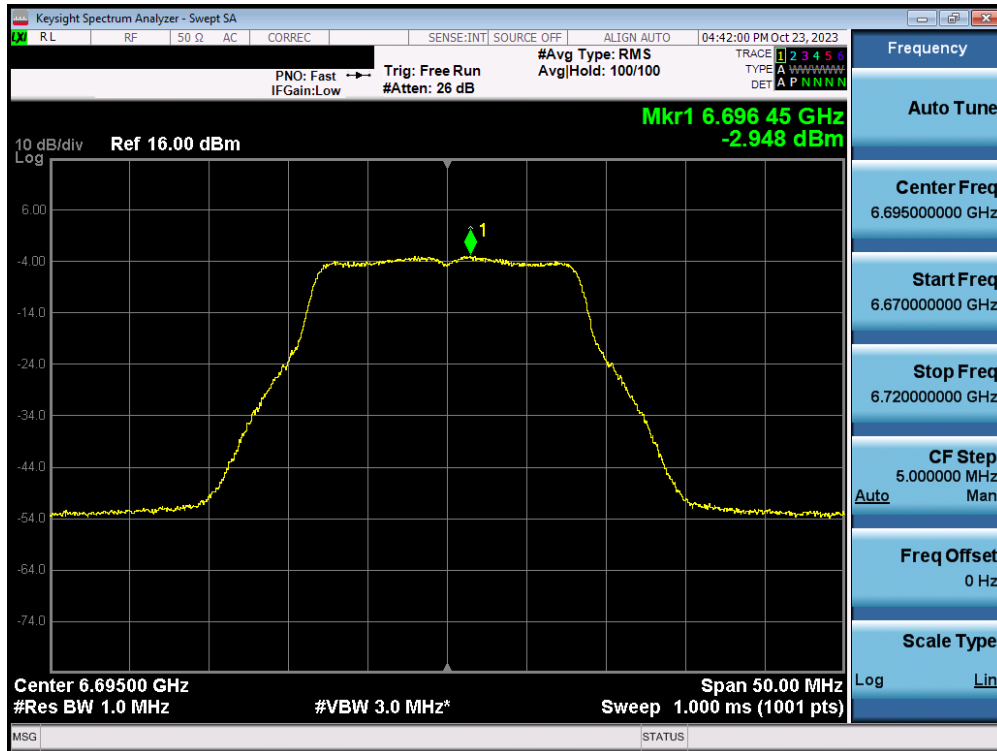 Keysight Spectrum Analyzer - Swept SA
LXI RL RF 50 Ω AC CORREC SENSE:INT SOURCE OFF ALIGN AUTO 04:42:00 PM Oct 23, 2023
#Avg Type: RMS TRACE 1 2 3 4 5 6
PNO: Fast Trig: Free Run Avg|Hold: 100/100 TYPE A WWWWW
IFGain:Low #Atten: 26 dB DET A P N N N N
Mkr1 6.696 45 GHz
-2.948 dBm
10 dB/div Ref 16.00 dBm
Log
1
6.00
-4.00
-14.0
-24.0
-34.0
-44.0
-54.0
-64.0
-74.0
Center 6.69500 GHz Span 50.00 MHz
#Res BW 1.0 MHz #VBW 3.0 MHz* Sweep 1.000 ms (1001 pts)
MSG STATUS
Frequency
Auto Tune
Center Freq
6.695000000 GHz
Start Freq
6.670000000 GHz
Stop Freq
6.720000000 GHz
CF Step
5.000000 MHz
Auto Man
Freq Offset
0 Hz
Scale Type
Log Lin